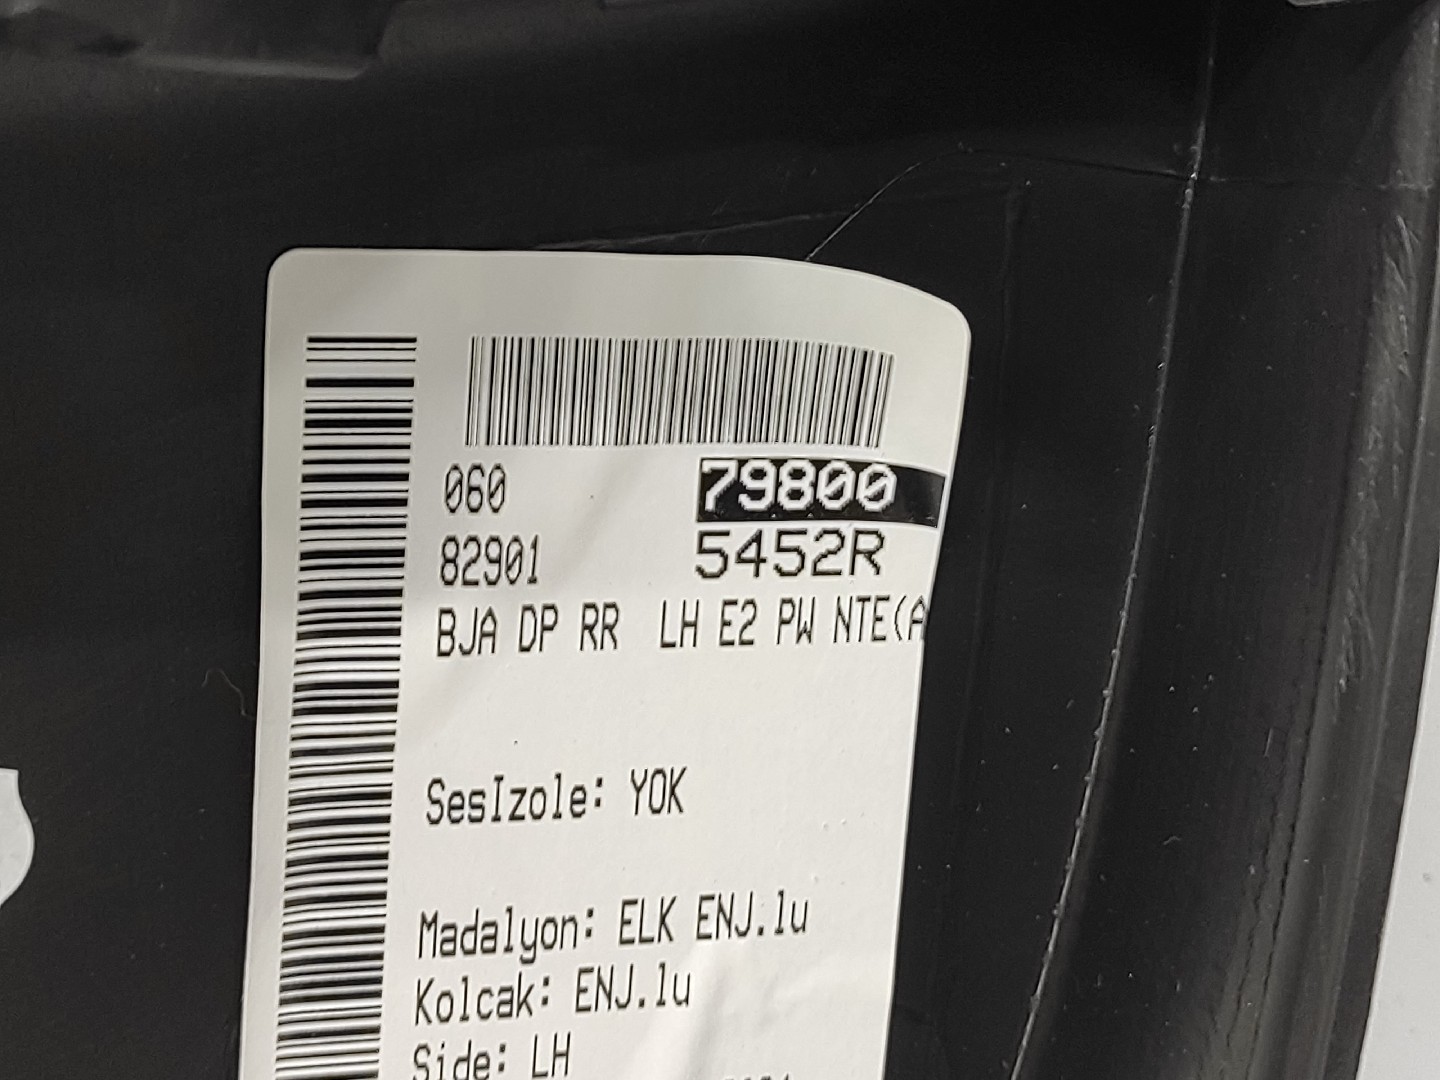 060 79800
82901 5452R
BJA DP RR LH E2 PW NTE(A
SesIzole: YOK
Madalyon: ELK ENJ.lu
Kolcak: ENJ.lu
Side: LH